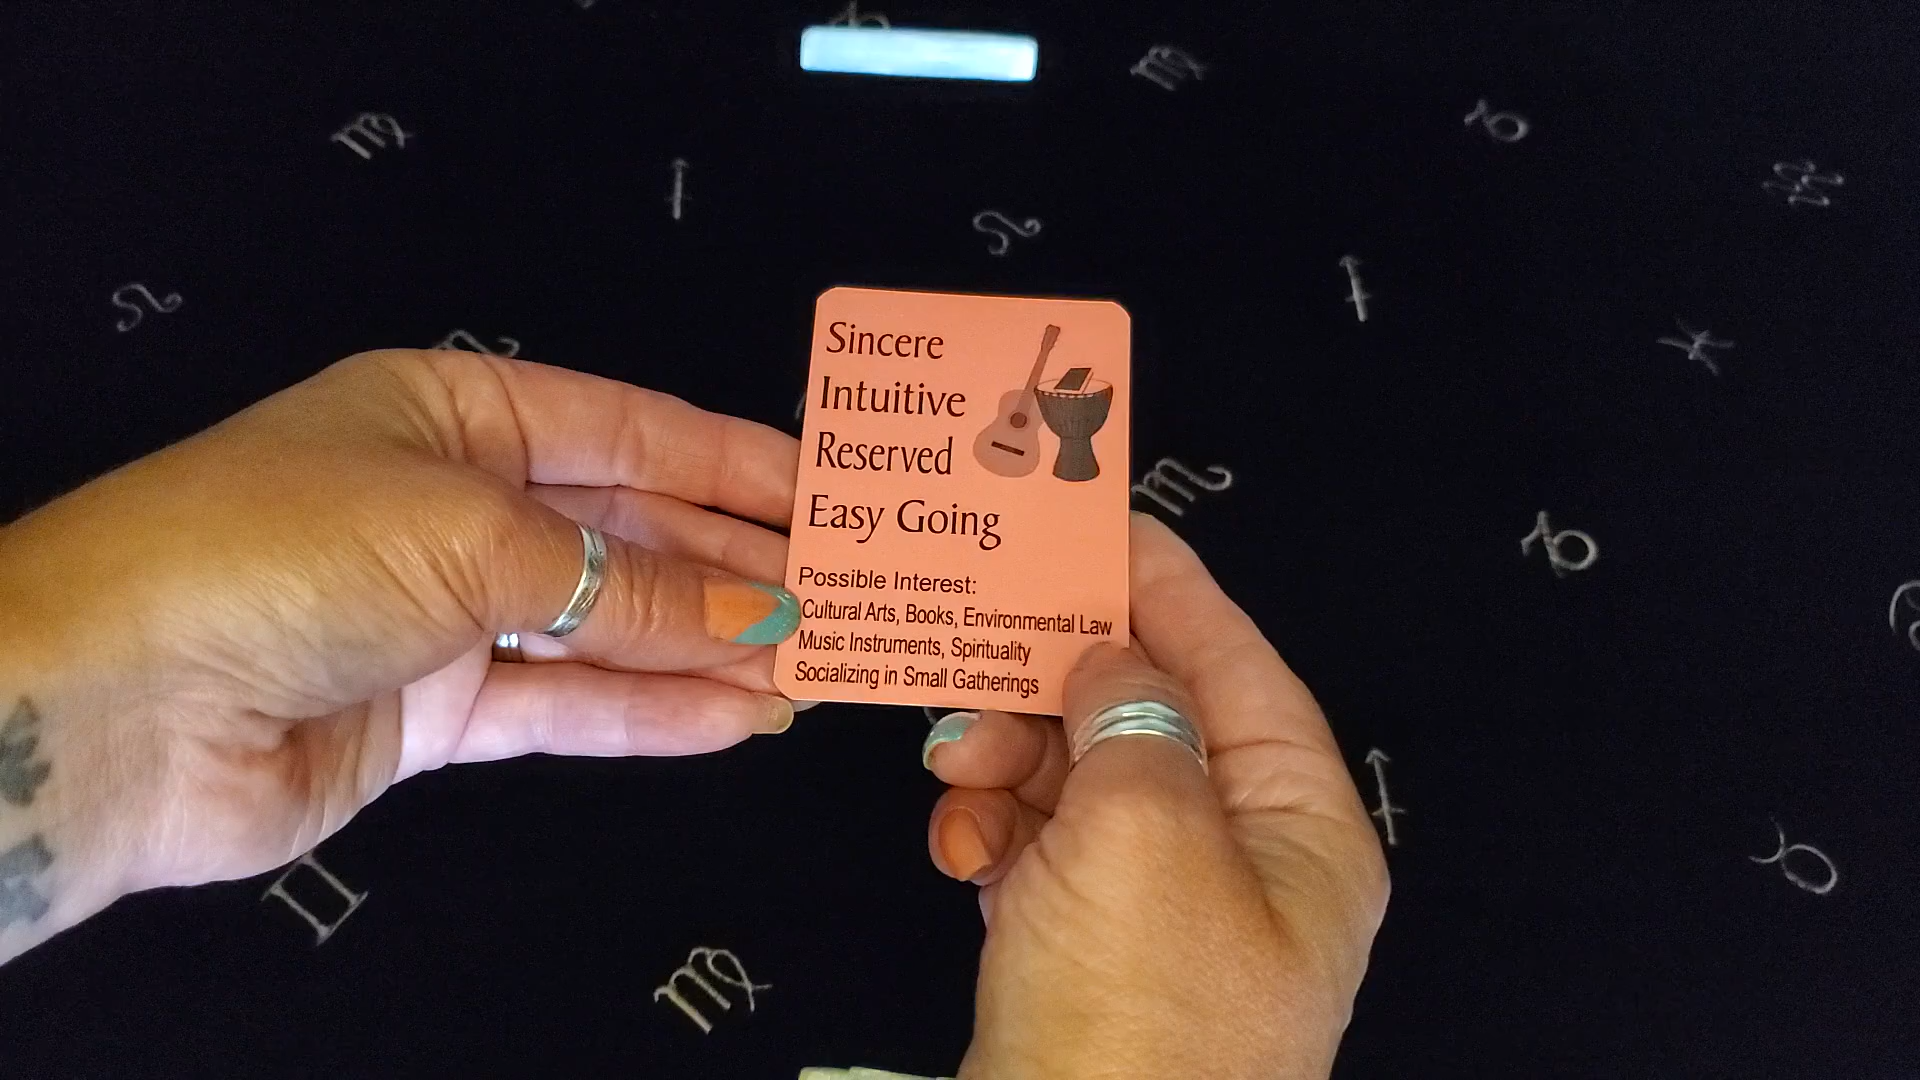 Sincere
Intuitive
Reserved
Easy Going
Possible Interest:
Cultural Arts, Books, Environmental Law
Music Instruments, Spirituality
Socializing in Small Gatherings